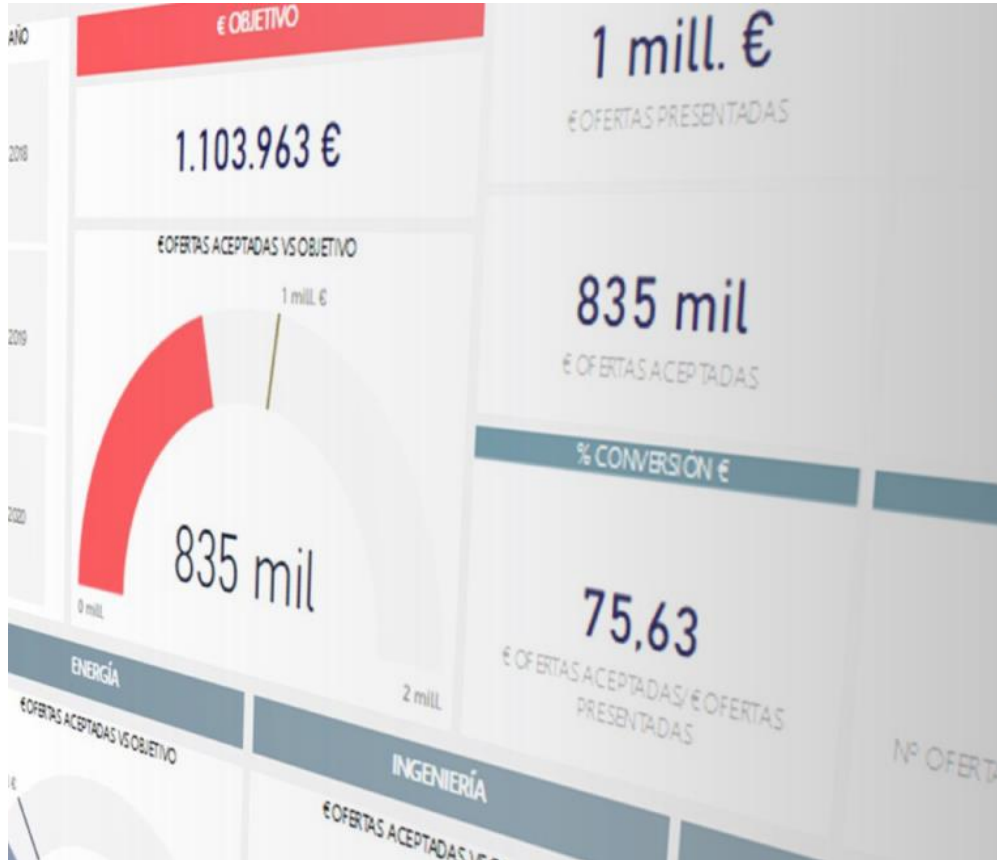 AÑO
2018
2019
2020
€ OBJETIVO
1.103.963 €
€ OFERTAS ACEPTADAS VS OBJETIVO
1 mill. €
835 mil
0 mill.
2 mill.
1 mill. €
€ OFERTAS PRESENTADAS
835 mil
€ OFERTAS ACEPTADAS
% CONVERSIÓN €
75,63
€ OFERTAS ACEPTADAS/ € OFERTAS
PRESENTADAS
Nº OFERTA
ENERGÍA
€ OFERTAS ACEPTADAS VS OBJETIVO
€
INGENIERÍA
€ OFERTAS ACEPTADAS VS